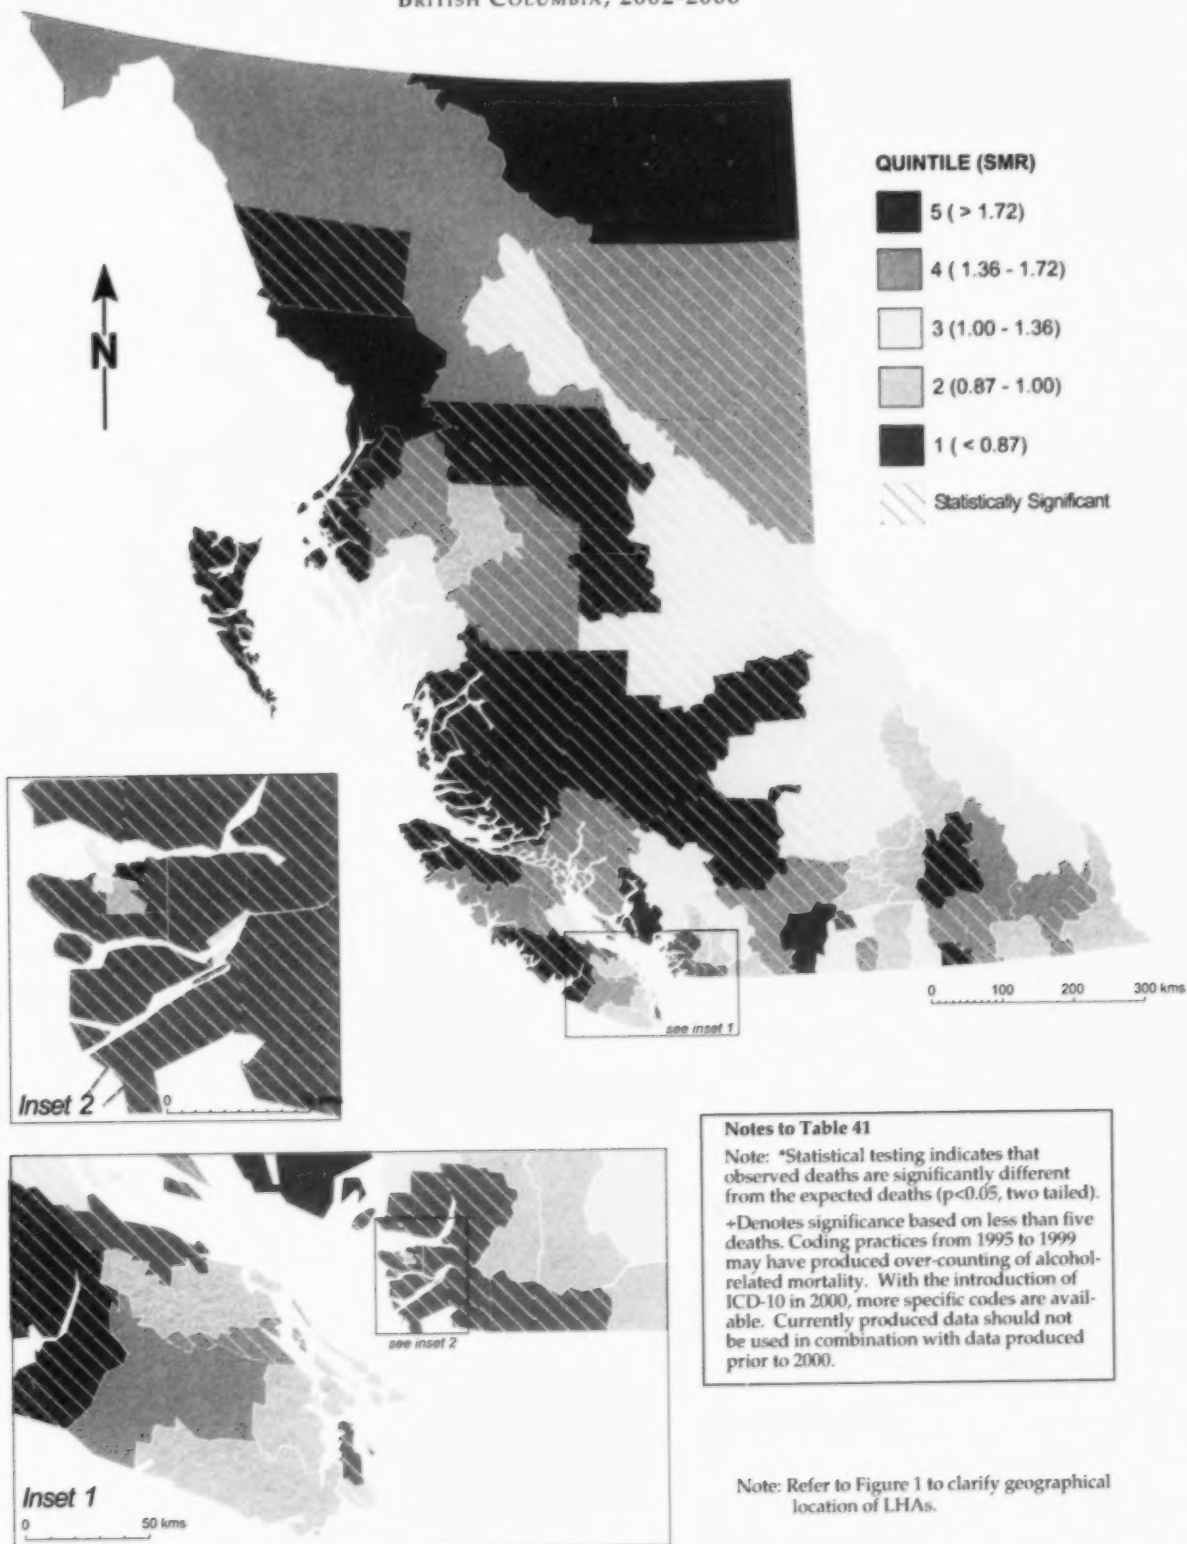 BRITISH COLUMBIA, 2002-2006
QUINTILE (SMR)
5 ( > 1.72)
4 ( 1.36 - 1.72)
3 (1.00 - 1.36)
2 (0.87 - 1.00)
1 ( < 0.87)
Statistically Significant
N
0 100 200 300 kms
see inset 1
Inset 2
0
Notes to Table 41
Note: *Statistical testing indicates that
observed deaths are significantly different
from the expected deaths (p<0.05, two tailed).
+Denotes significance based on less than five
deaths. Coding practices from 1995 to 1999
may have produced over-counting of alcohol-
related mortality. With the introduction of
ICD-10 in 2000, more specific codes are avail-
able. Currently produced data should not
be used in combination with data produced
prior to 2000.
see inset 2
Inset 1
0 50 kms
Note: Refer to Figure 1 to clarify geographical
location of LHAs.